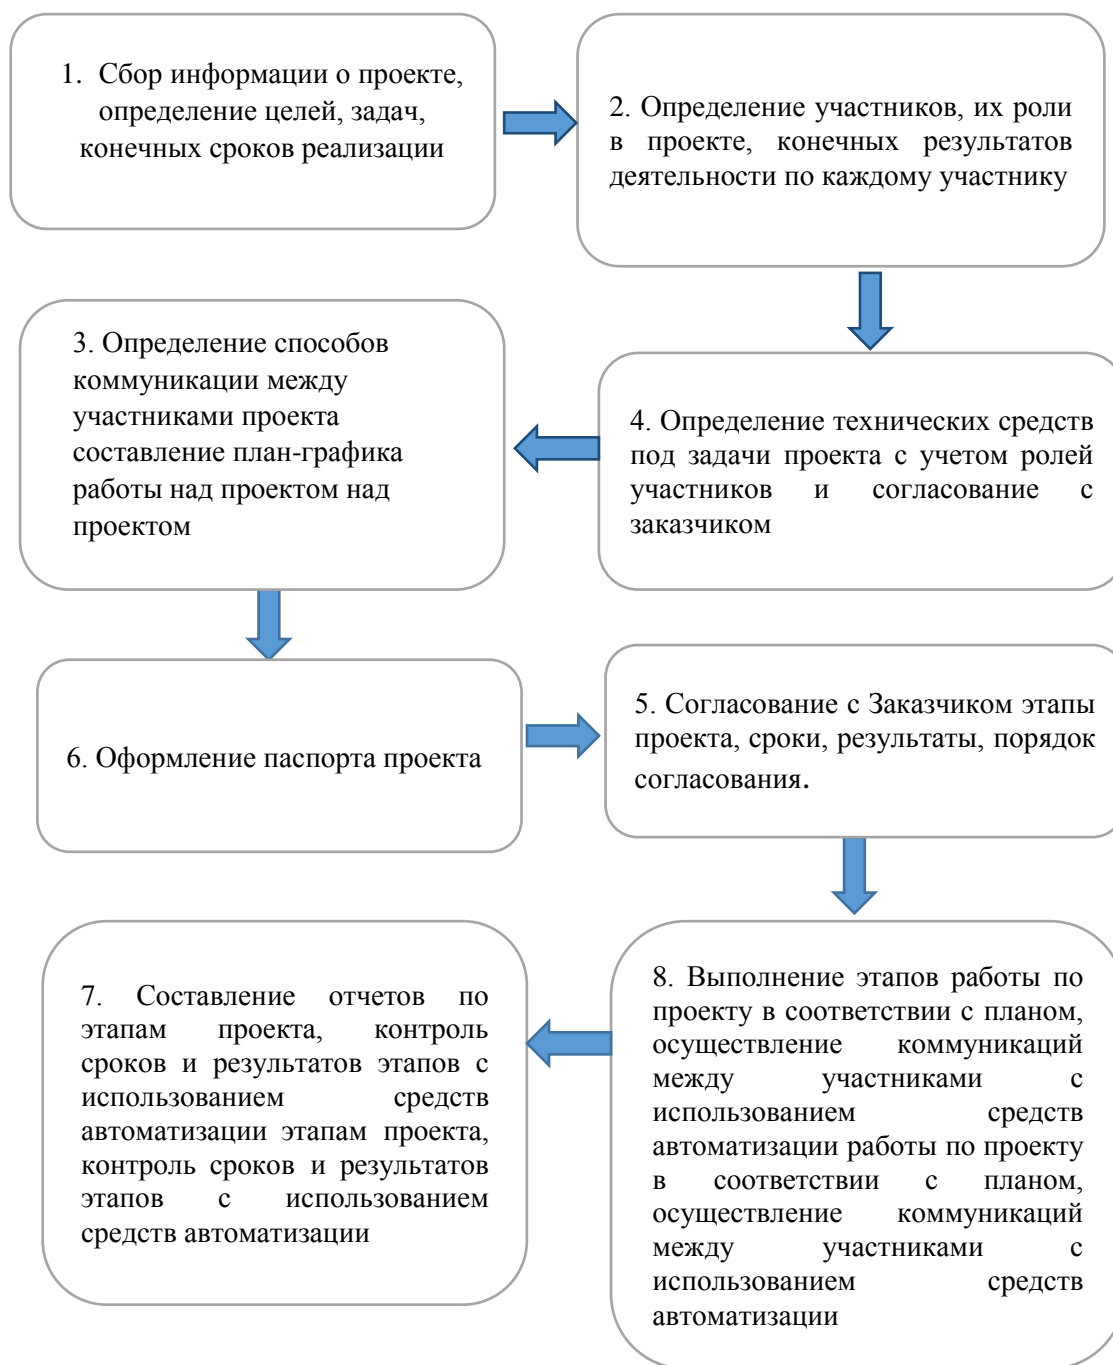 1. Сбор информации о проекте,
определение целей, задач,
конечных сроков реализации
2. Определение участников, их роли
в проекте, конечных результатов
деятельности по каждому участнику
3. Определение способов
коммуникации между
участниками проекта
составление план-графика
работы над проектом над
проектом
4. Определение технических средств
под задачи проекта с учетом ролей
участников и согласование с
заказчиком
6. Оформление паспорта проекта
5. Согласование с Заказчиком этапы
проекта, сроки, результаты, порядок
согласования.
7. Составление отчетов по
этапам проекта, контроль
сроков и результатов этапов с
использованием средств
автоматизации этапам проекта,
контроль сроков и результатов
этапов с использованием
средств автоматизации
8. Выполнение этапов работы по
проекту в соответствии с планом,
осуществление коммуникаций
между участниками с
использованием средств
автоматизации работы по проекту
в соответствии с планом,
осуществление коммуникаций
между участниками с
использованием средств
автоматизации